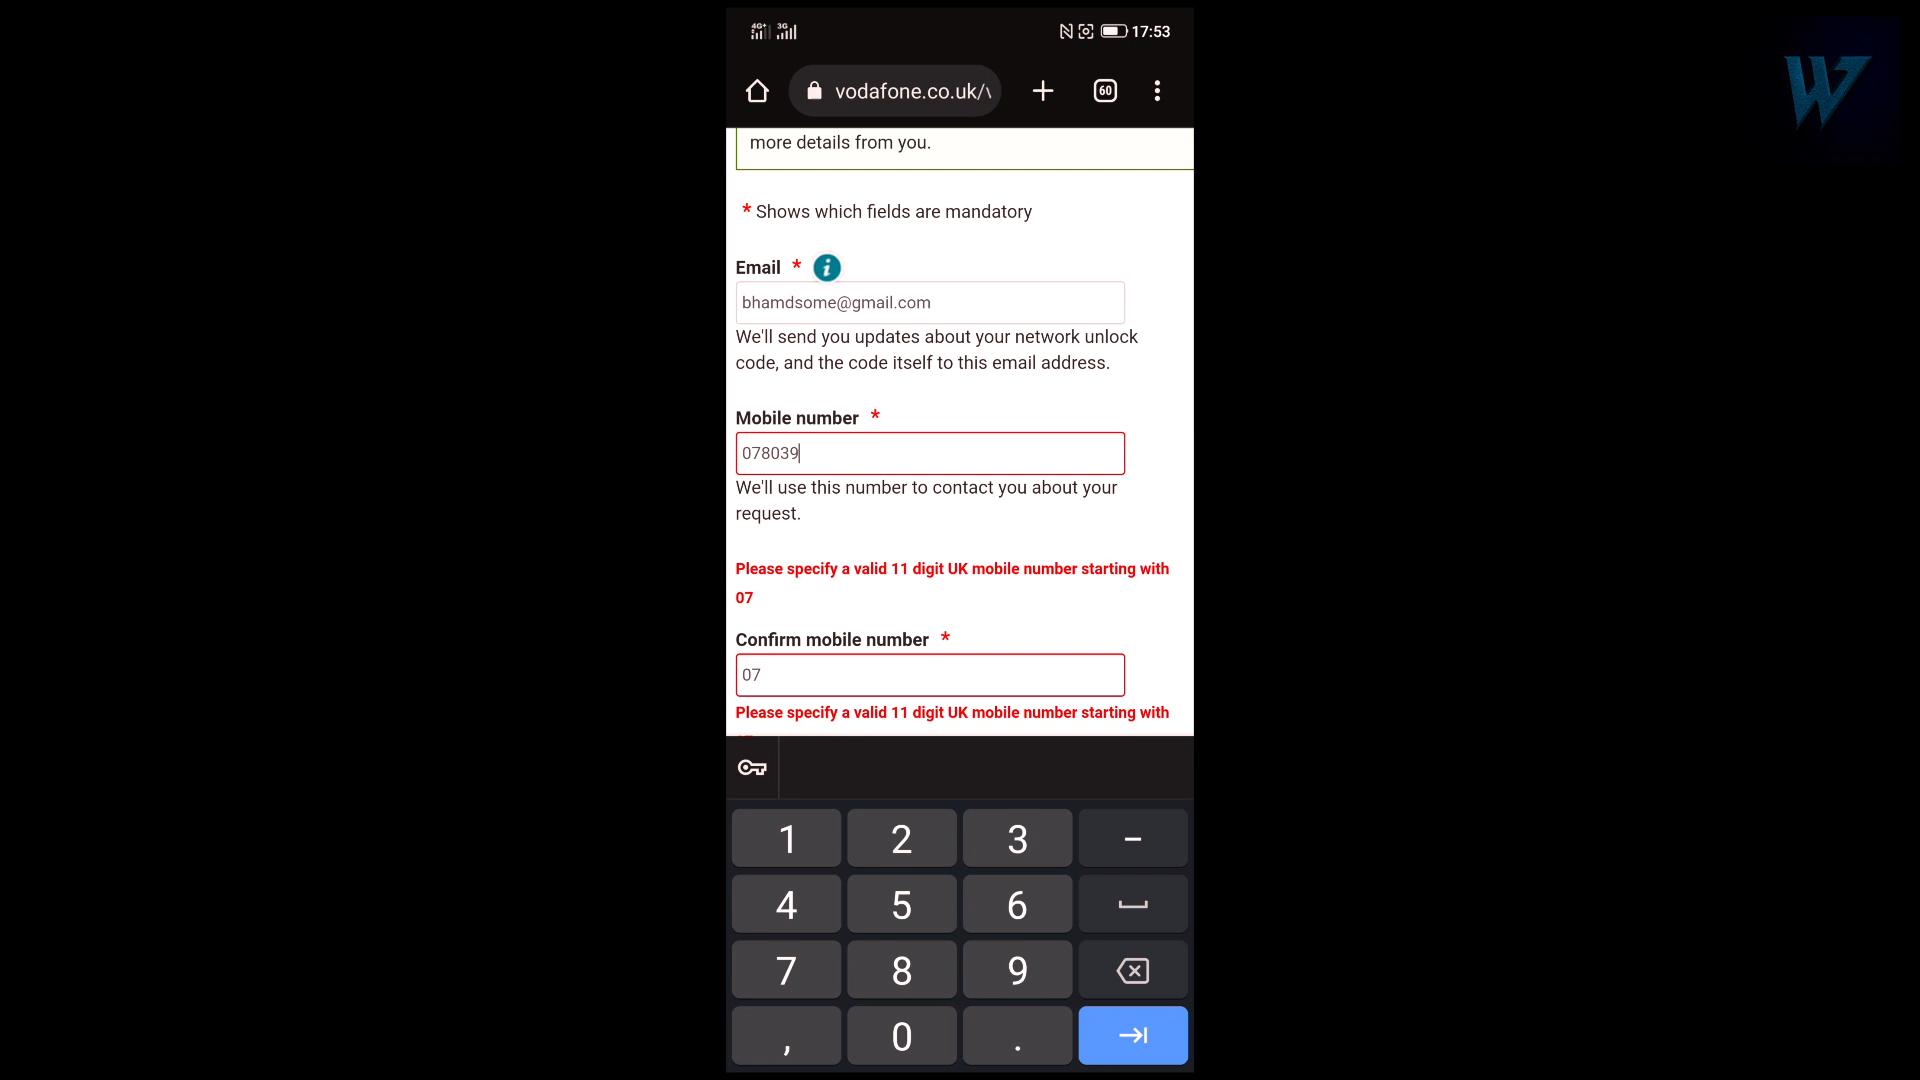 4G+ 3G 17:53
vodafone.co.uk/ 60
more details from you.
* Shows which fields are mandatory
Email * i
bhamdsome@gmail.com
We'll send you updates about your network unlock
code, and the code itself to this email address.
Mobile number *
078039
We'll use this number to contact you about your
request.
Please specify a valid 11 digit UK mobile number starting with
07
Confirm mobile number *
07
Please specify a valid 11 digit UK mobile number starting with
1 2 3 -
4 5 6
7 8 9
, 0 .
W